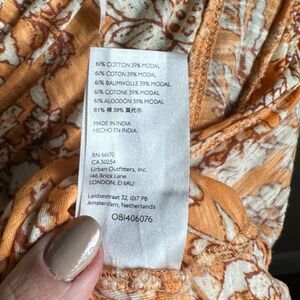 61% COTTON 39% MODAL
61% COTON 39% MODAL
61% BAUMWOLLE 39% MODAL
61% COTONE 39% MODAL
61% ALGODÓN 39% MODAL
61% 棉 39% 莫代尔
MADE IN INDIA
HECHO EN INDIA
RN 66170
CA 30254
Urban Outfitters, Inc.
146 Brick Lane
LONDON, E1 6RU
Leidsestraat 32, 1017 PB
Amsterdam, Netherlands
OB1406076